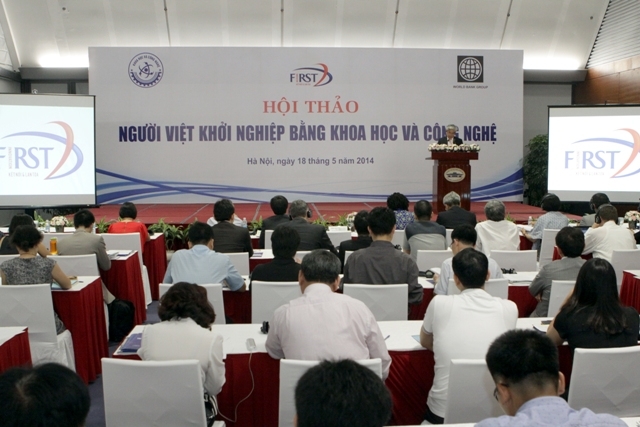 FIRST
WORLD BANK GROUP
HỘI THẢO
NGƯỜI VIỆT KHỞI NGHIỆP BẰNG KHOA HỌC VÀ CÔNG NGHỆ
Hà Nội, ngày 18 tháng 5 năm 2014
FIRST
FIRST